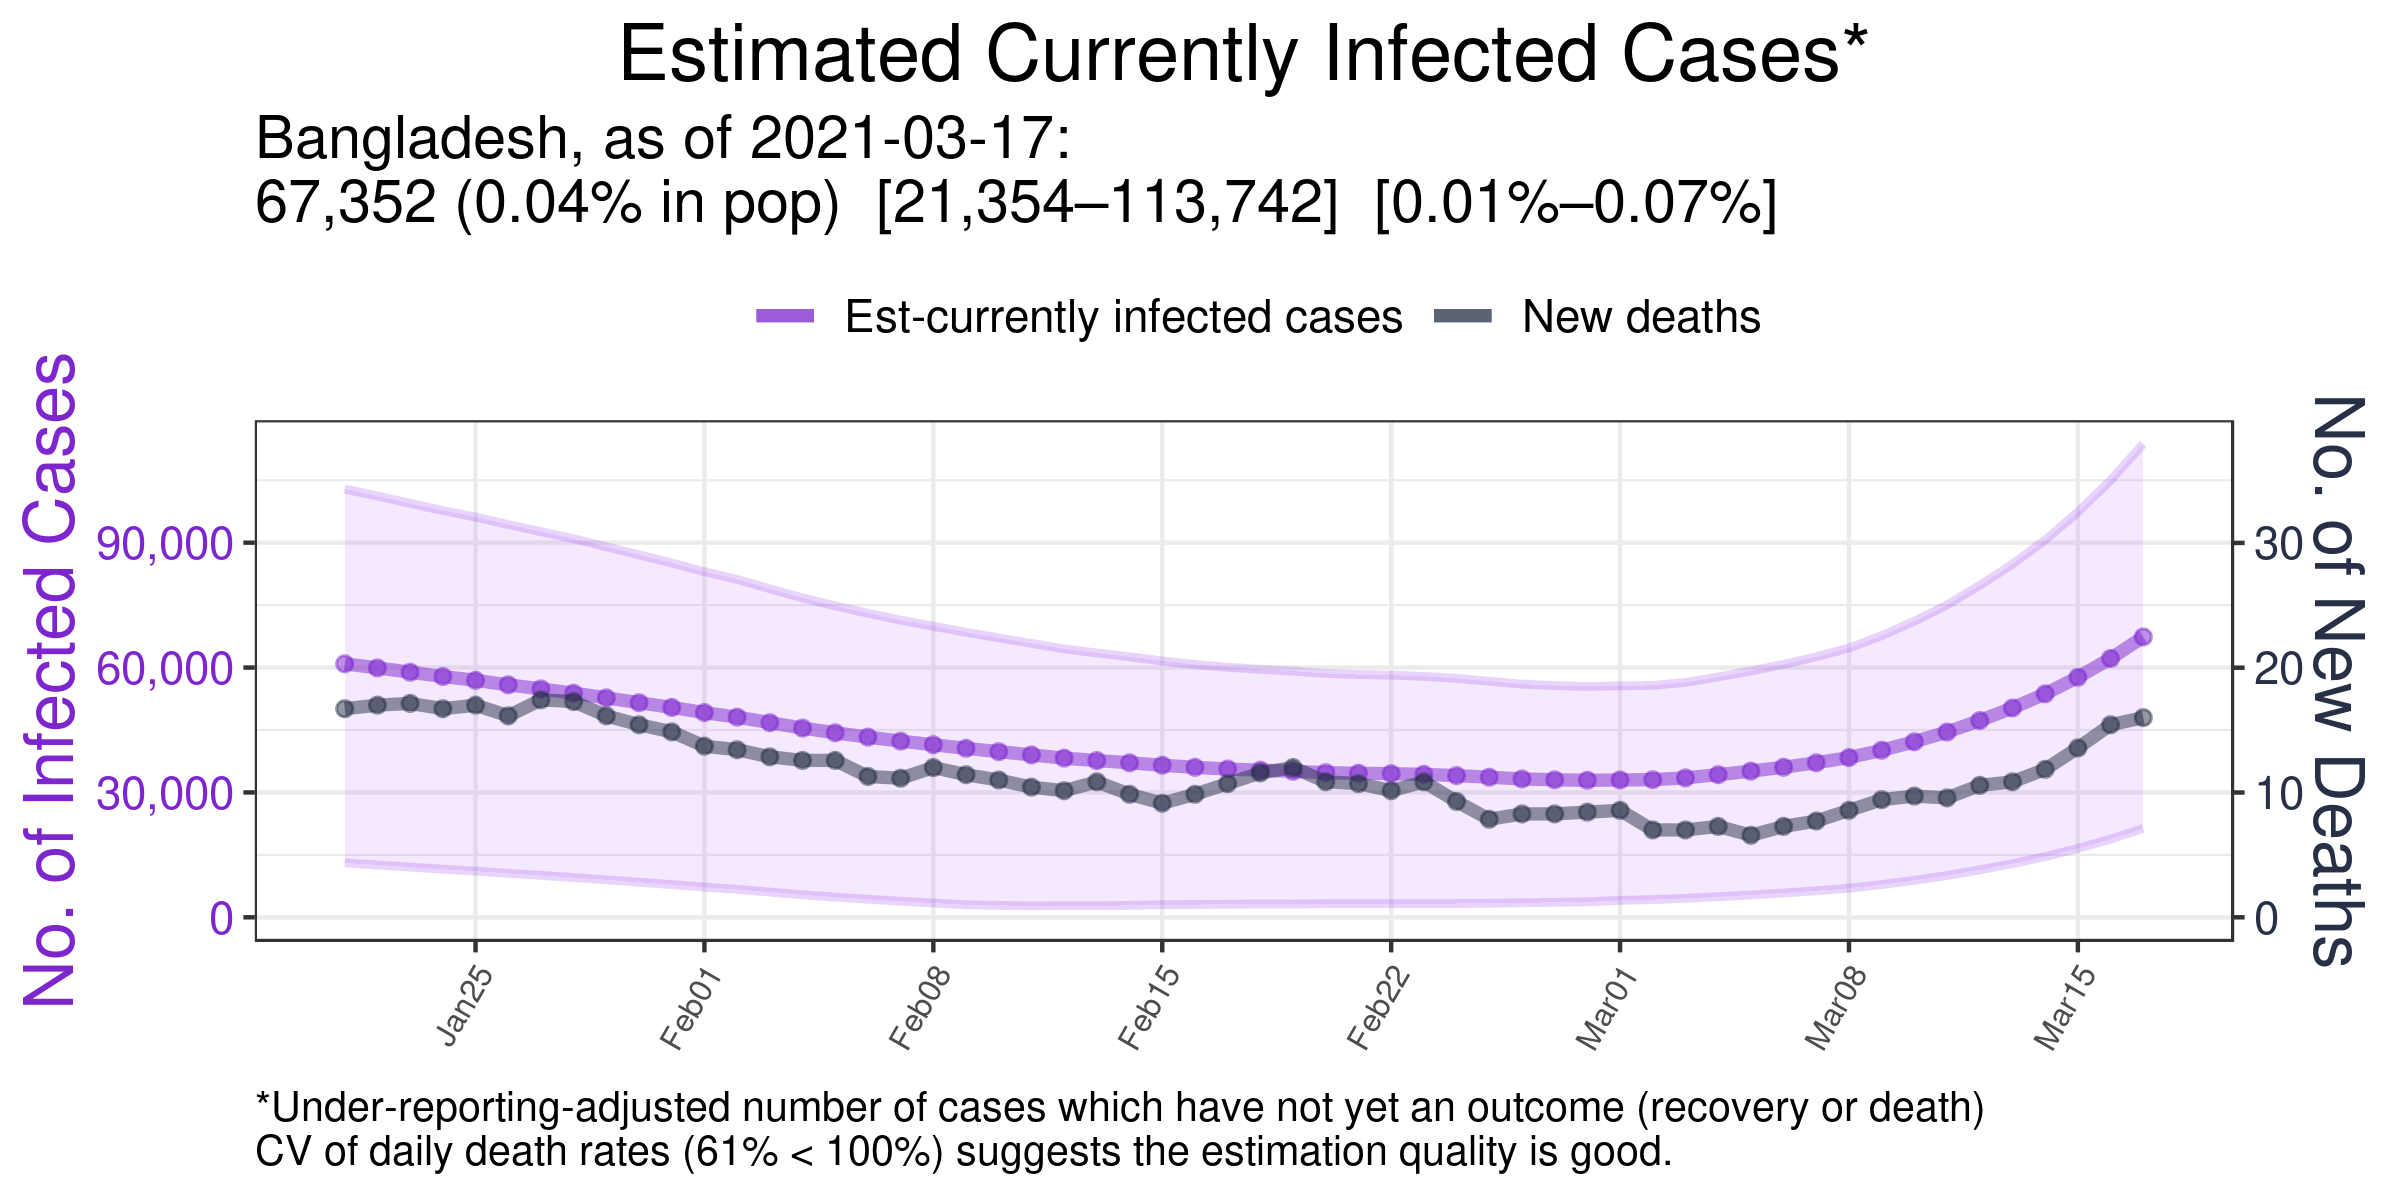 Estimated Currently Infected Cases*
Bangladesh, as of 2021-03-17:
67,352 (0.04% in pop) [21,354–113,742] [0.01%–0.07%]
Est-currently infected cases
New deaths
No. of Infected Cases
90,000
60,000
30,000
0
30
20
10
0
No. of New Deaths
Jan25
Feb01
Feb08
Feb15
Feb22
Mar01
Mar08
Mar15
*Under-reporting-adjusted number of cases which have not yet an outcome (recovery or death)
CV of daily death rates (61% < 100%) suggests the estimation quality is good.